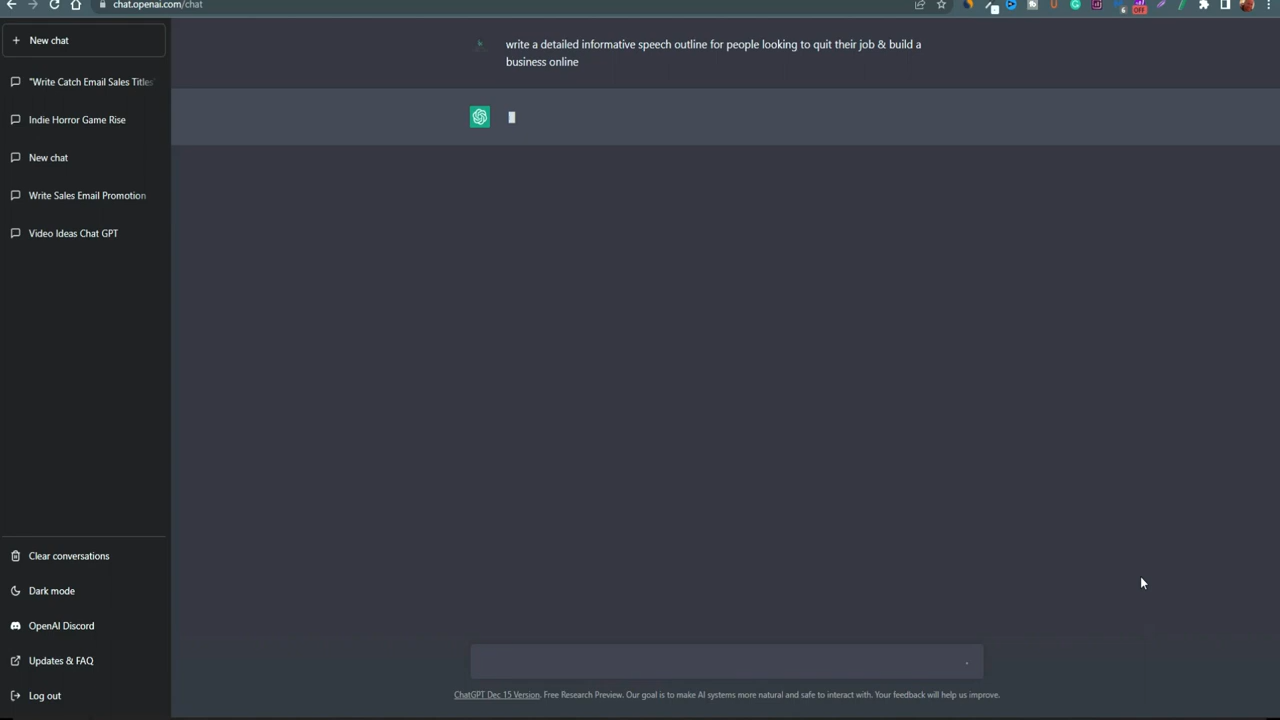 chat.openai.com/chat
OFF
6
New chat
"Write Catch Email Sales Titles"
Indie Horror Game Rise
New chat
Write Sales Email Promotion
Video Ideas Chat GPT
Clear conversations
Dark mode
OpenAI Discord
Updates & FAQ
Log out
write a detailed informative speech outline for people looking to quit their job & build a
business online
ChatGPT Dec 15 Version. Free Research Preview. Our goal is to make AI systems more natural and safe to interact with. Your feedback will help us improve.